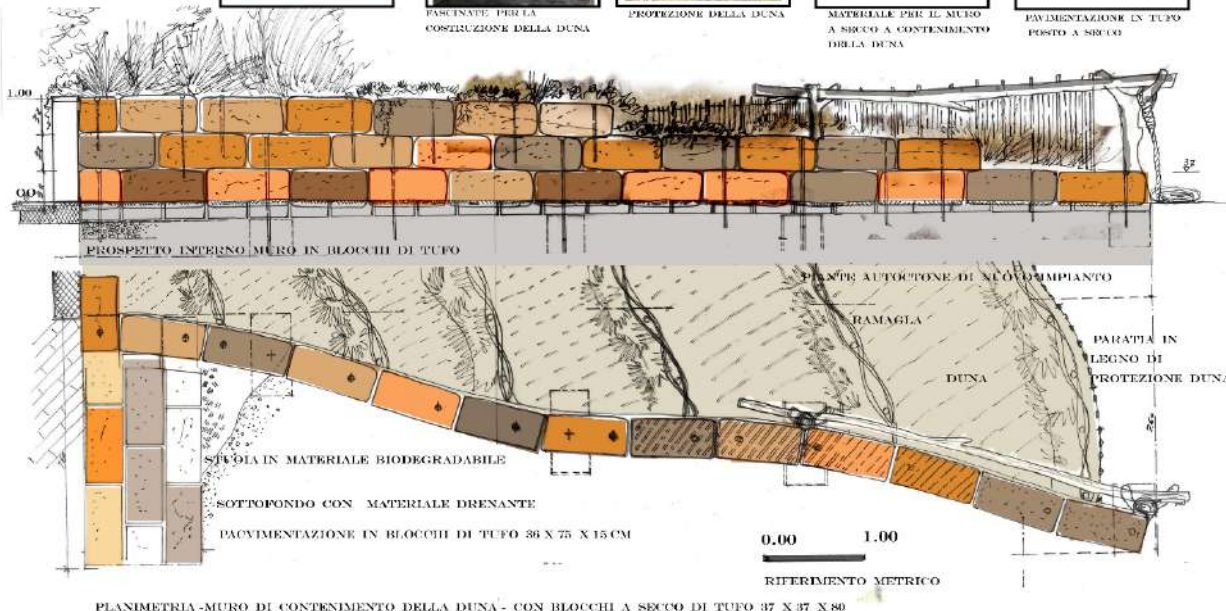 FASCINATE PER LA
COSTRUZIONE DELLA DUNA
PROTEZIONE DELLA DUNA
MATERIALE PER IL MURO
A SECCO A CONTENIMENTO
DELLA DUNA
PAVIMENTAZIONE IN TUFO
POSTO A SECCO
1.00
0.0
PROSPETTO INTERNO MURO IN BLOCCHI DI TUFO
PIANTE AUTOCTONE DI NUOVO IMPIANTO
RAMAGLA
PARATIA IN
LEGNO DI
PROTEZIONE DUNA
DUNA
STUOIA IN MATERIALE BIODEGRADABILE
SOTTOFONDO CON MATERIALE DRENANTE
PACVIMENTAZIONE IN BLOCCHI DI TUFO 36 X 75 X 15 CM
0.00 1.00
RIFERIMENTO METRICO
PLANIMETRIA -MURO DI CONTENIMENTO DELLA DUNA - CON BLOCCHI A SECCO DI TUFO 37 X 37 X 80